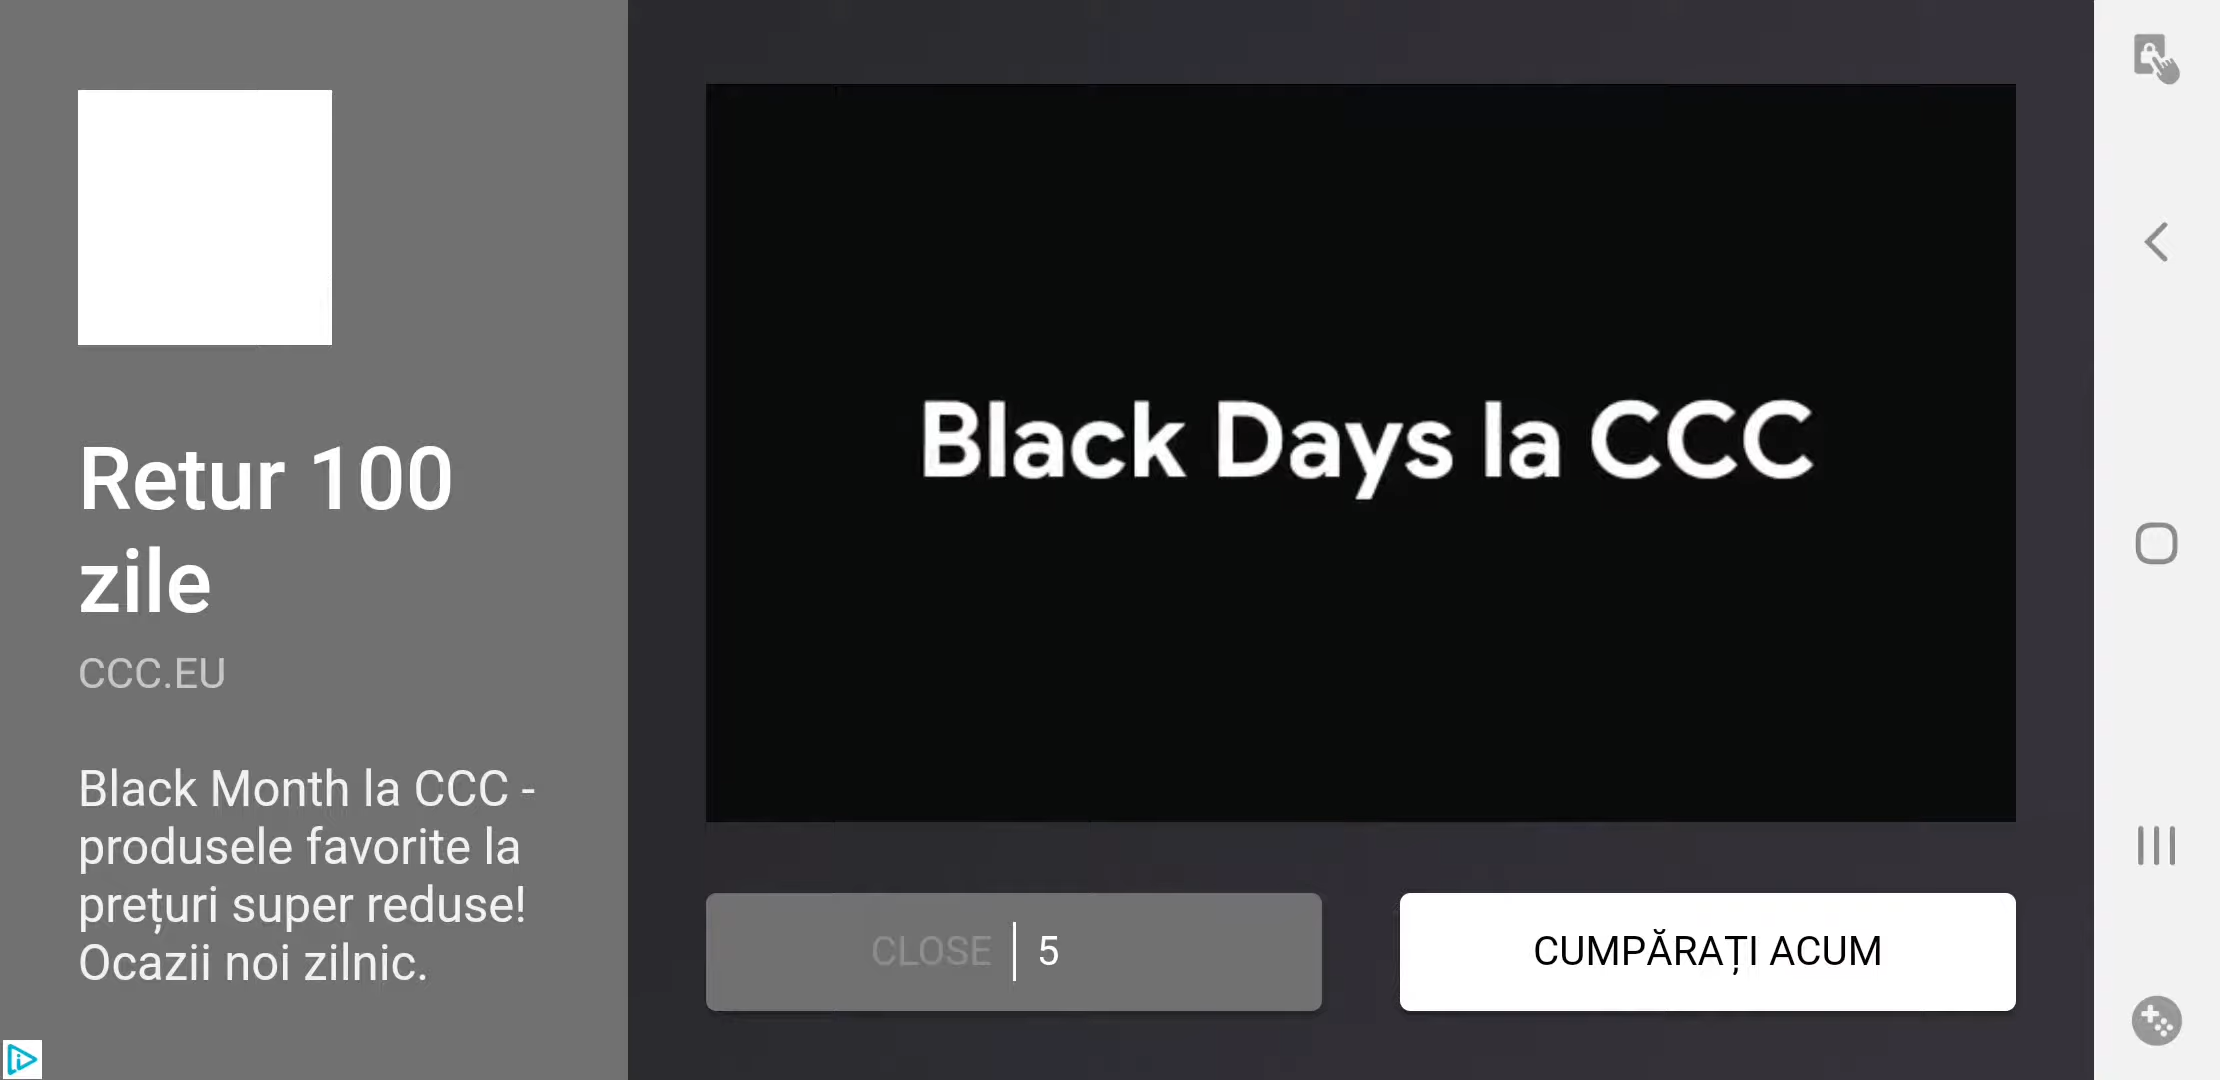 Retur 100
zile
CCC.EU
Black Month la CCC -
produsele favorite la
prețuri super reduse!
Ocazii noi zilnic.
Black Days la CCC
CLOSE | 5
CUMPĂRAȚI ACUM